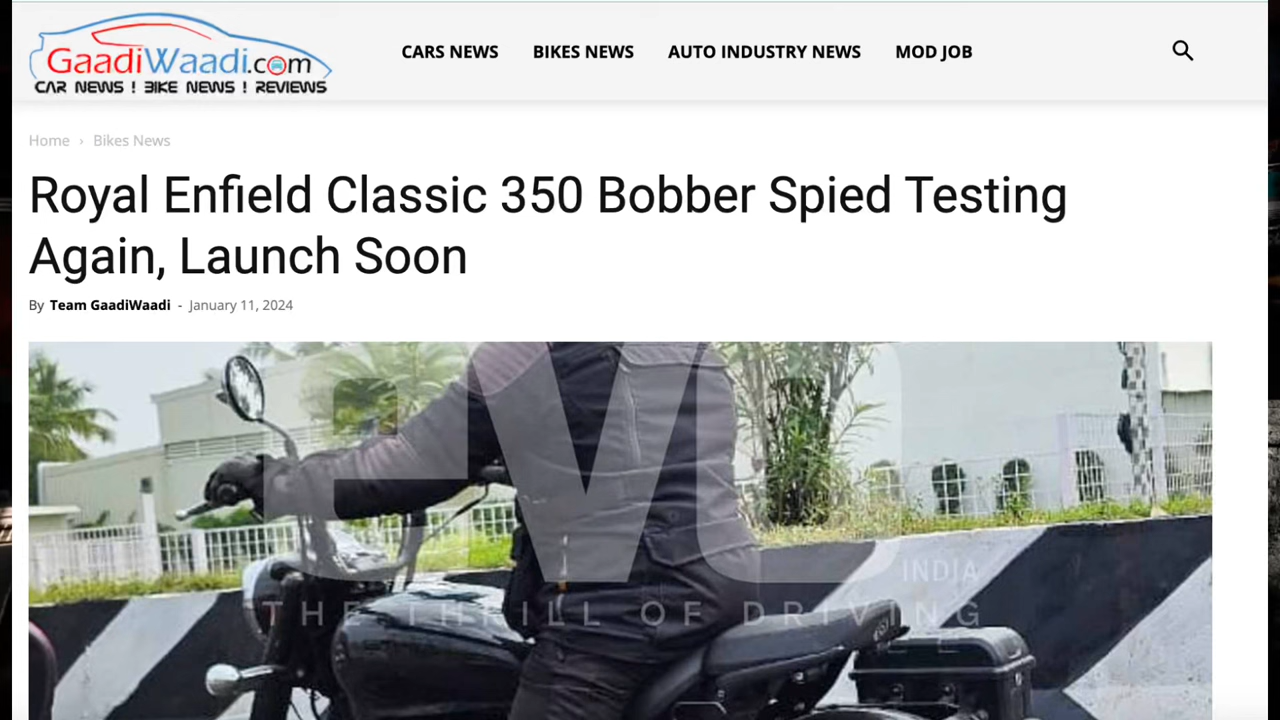 GaadiWaadi.com
CAR NEWS ! BIKE NEWS ! REVIEWS
CARS NEWS BIKES NEWS AUTO INDUSTRY NEWS MOD JOB
Home › Bikes News
Royal Enfield Classic 350 Bobber Spied Testing
Again, Launch Soon
By Team GaadiWaadi - January 11, 2024
evo
INDIA
THE THRILL OF DRIVING